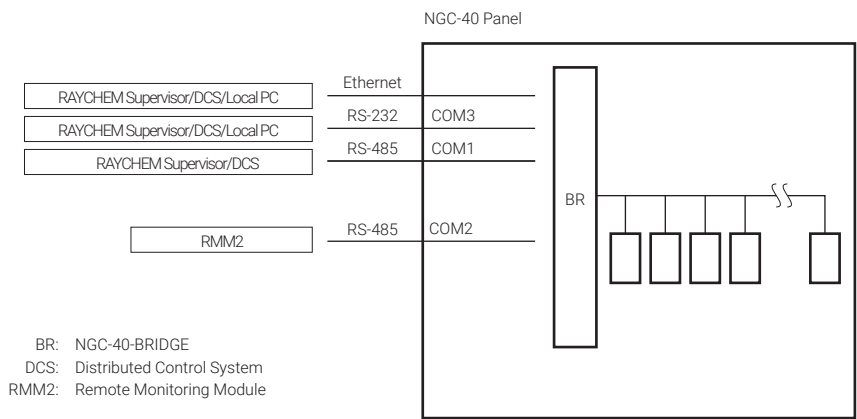 NGC-40 Panel
Ethernet
RAYCHEM Supervisor/DCS/Local PC
RS-232 COM3
RAYCHEM Supervisor/DCS/Local PC
RS-485 COM1
RAYCHEM Supervisor/DCS
BR
RS-485 COM2
RMM2
BR: NGC-40-BRIDGE
DCS: Distributed Control System
RMM2: Remote Monitoring Module